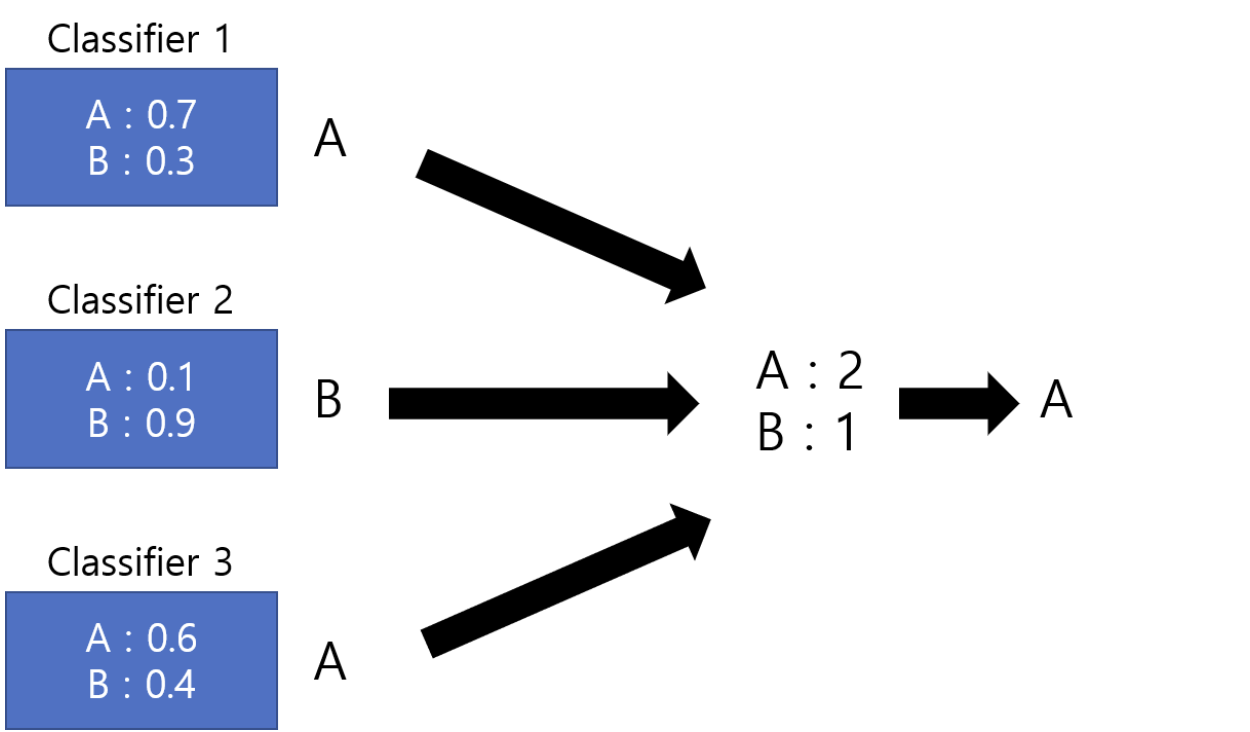 Classifier 1
A : 0.7
B : 0.3
A
Classifier 2
A : 0.1
B : 0.9
B
A : 2
B : 1
A
Classifier 3
A : 0.6
B : 0.4
A